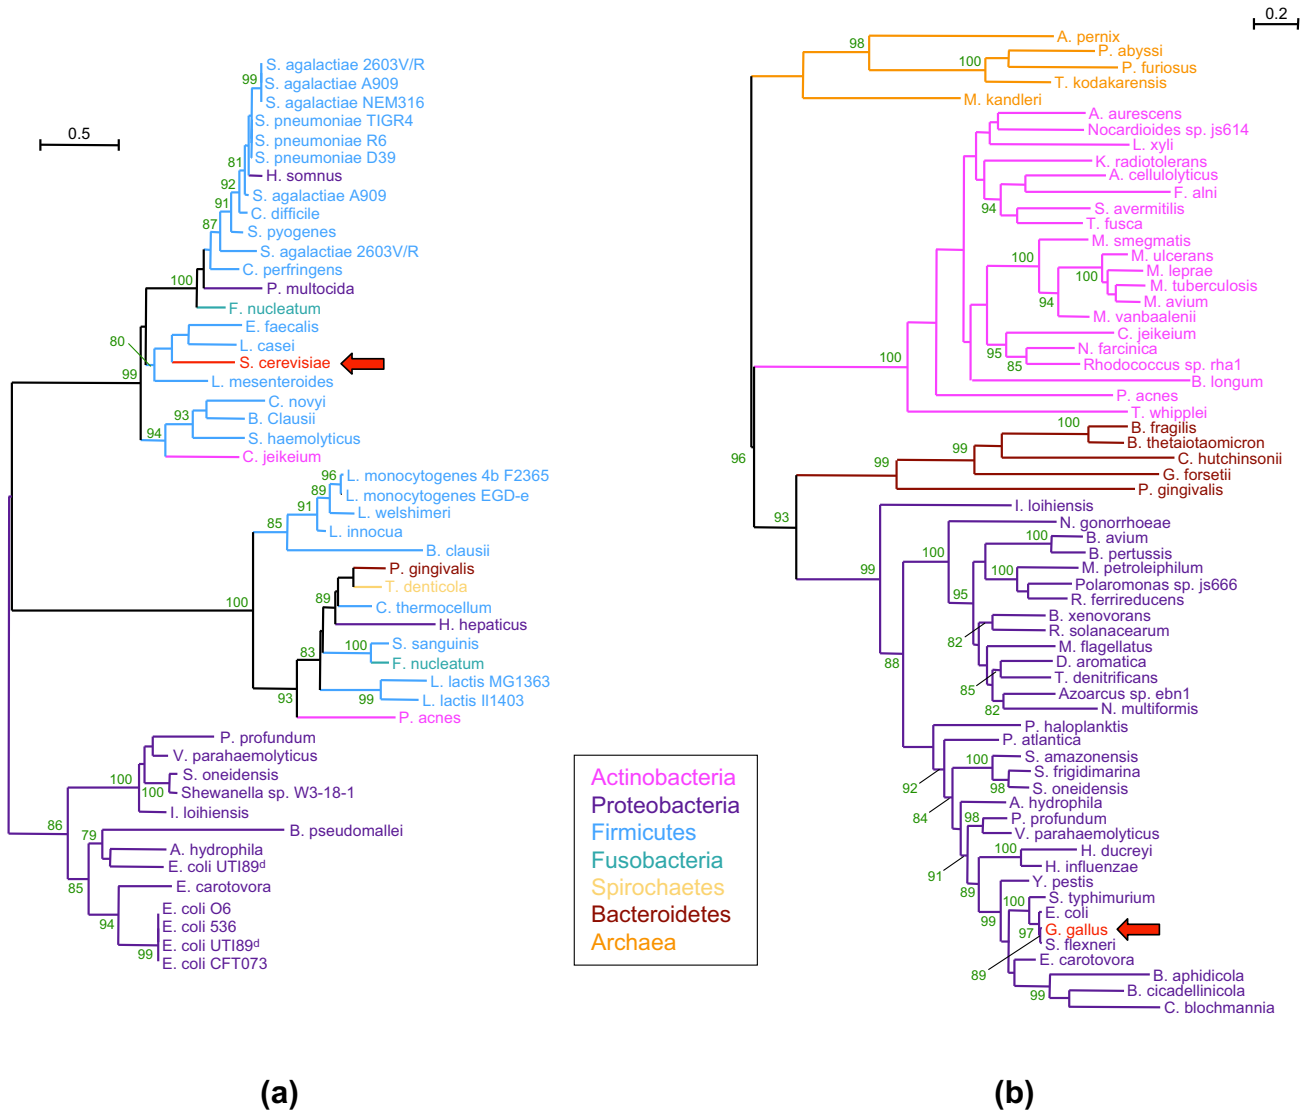 0.5
S. agalactiae 2603V/R
99
S. agalactiae A909
S. agalactiae NEM316
S. pneumoniae TIGR4
S. pneumoniae R6
S. pneumoniae D39
81
H. somnus
92
S. agalactiae A909
91
C. difficile
87
S. pyogenes
S. agalactiae 2603V/R
C. perfringens
100
P. multocida
F. nucleatum
E. faecalis
80
L. casei
S. cerevisiae
99
L. mesenteroides
C. novyi
93
B. Clausii
94
S. haemolyticus
C. jeikeium
96
L. monocytogenes 4b F2365
89
L. monocytogenes EGD-e
91
L. welshimeri
85
L. innocua
B. clausii
P. gingivalis
T. denticola
89
C. thermocellum
100
H. hepaticus
83
100
S. sanguinis
F. nucleatum
93
L. lactis MG1363
99
L. lactis Il1403
P. acnes
P. profundum
V. parahaemolyticus
100
S. oneidensis
100
Shewanella sp. W3-18-1
I. loihiensis
86
79
B. pseudomallei
A. hydrophila
E. coli UTI89d
85
E. carotovora
94
E. coli O6
E. coli 536
E. coli UTI89d
99
E. coli CFT073
(a)
Actinobacteria
Proteobacteria
Firmicutes
Fusobacteria
Spirochaetes
Bacteroidetes
Archaea
0.2
98
A. pernix
P. abyssi
100
P. furiosus
T. kodakarensis
M. kandleri
A. aurescens
Nocardioides sp. js614
L. xyli
K. radiotolerans
A. cellulolyticus
F. alni
94
S. avermitilis
T. fusca
M. smegmatis
100
M. ulcerans
M. leprae
100
M. tuberculosis
94
M. avium
M. vanbaalenii
C. jeikeium
95
N. farcinica
100
85
Rhodococcus sp. rha1
B. longum
P. acnes
T. whipplei
100
B. fragilis
99
B. thetaiotaomicron
96
99
C. hutchinsonii
G. forsetii
P. gingivalis
93
I. loihiensis
N. gonorrhoeae
100
B. avium
100
B. pertussis
99
100
M. petroleiphilum
Polaromonas sp. js666
95
R. ferrireducens
B. xenovorans
82
R. solanacearum
88
M. flagellatus
D. aromatica
85
T. denitrificans
Azoarcus sp. ebn1
82
N. multiformis
P. haloplanktis
P. atlantica
100
S. amazonensis
92
S. frigidimarina
98
S. oneidensis
84
A. hydrophila
98
P. profundum
V. parahaemolyticus
100
H. ducreyi
91
H. influenzae
89
Y. pestis
100
S. typhimurium
99
E. coli
97
G. gallus
S. flexneri
89
E. carotovora
B. aphidicola
99
B. cicadellinicola
C. blochmannia
(b)